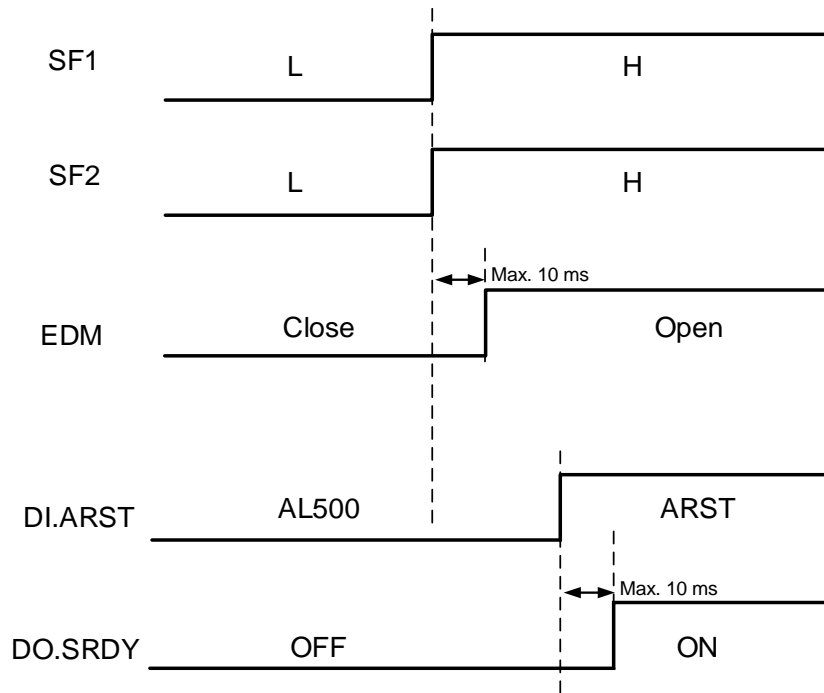 SF1 L H
SF2 L H
Max. 10 ms
EDM Close Open
DI.ARST AL500 ARST
Max. 10 ms
DO.SRDY OFF ON